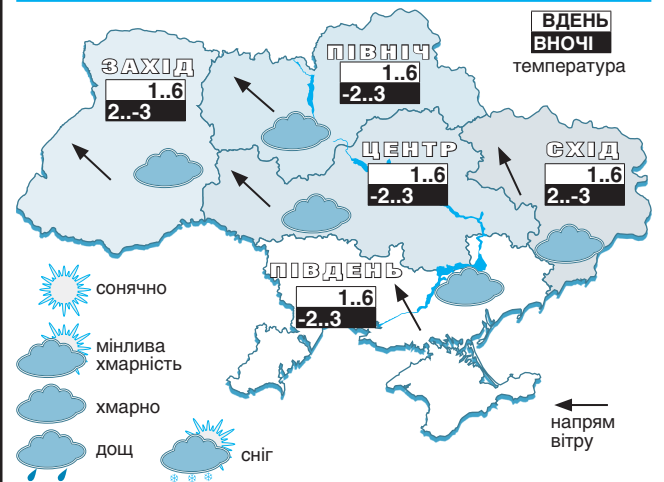 ВДЕНЬ
ВНОЧІ
температура
ЗАХІД
1..6
2..-3
ПІВНІЧ
1..6
-2..3
ЦЕНТР
1..6
-2..3
СХІД
1..6
2..-3
ПІВДЕНЬ
1..6
-2..3
сонячно
мінлива
хмарність
хмарно
дощ
сніг
напрям
вітру